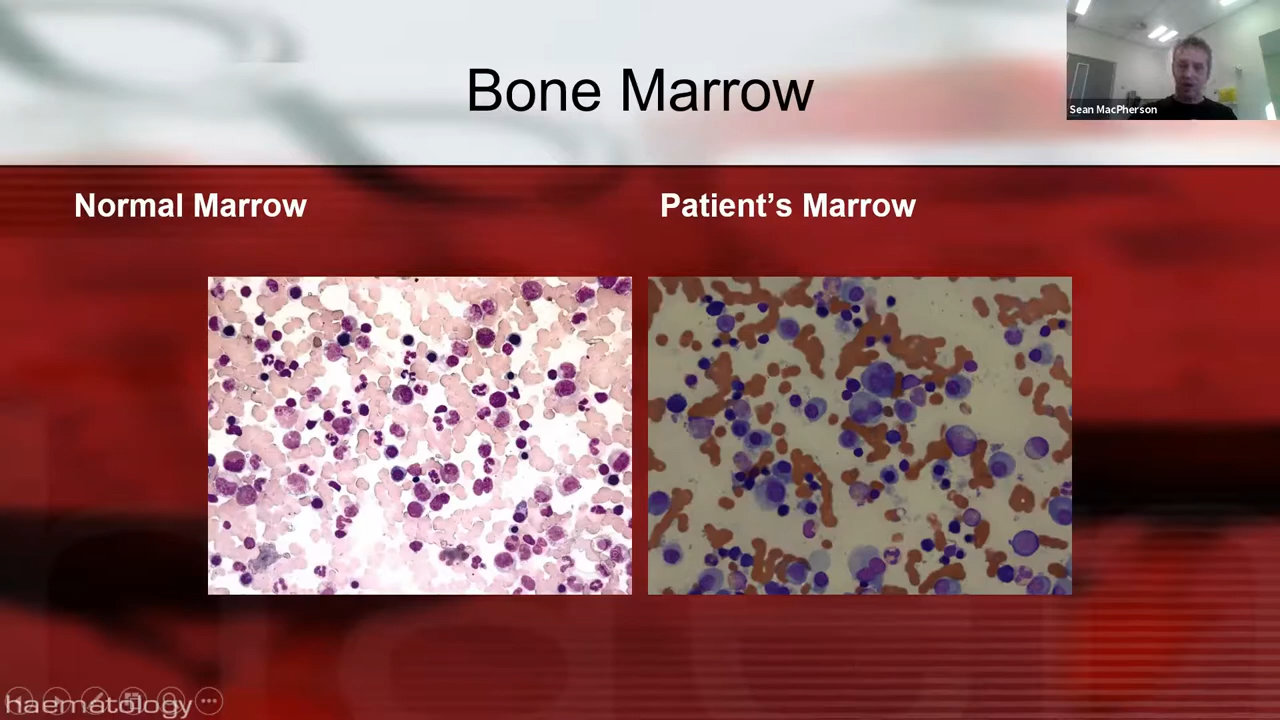 Bone Marrow
Sean MacPherson
Normal Marrow
Patient's Marrow
haematology